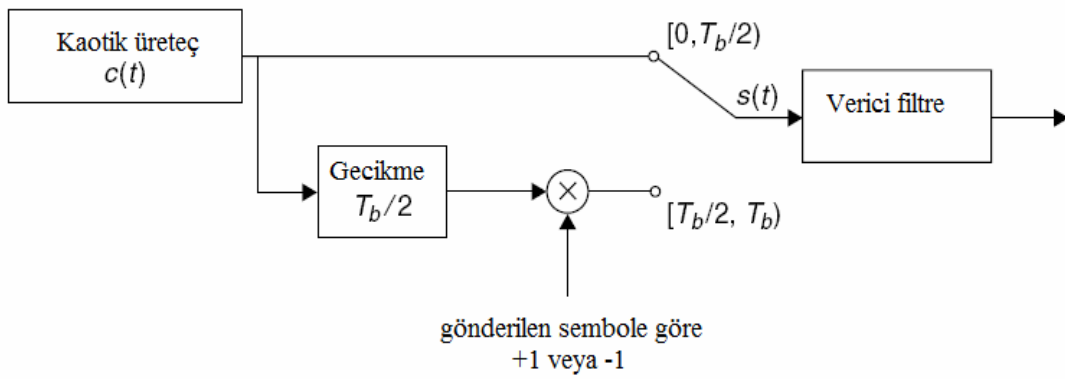 Kaotik üreteç
c(t)
[0,T_b/2)
s(t)
Verici filtre
Gecikme
T_b/2
×
[T_b/2, T_b)
gönderilen sembole göre
+1 veya -1